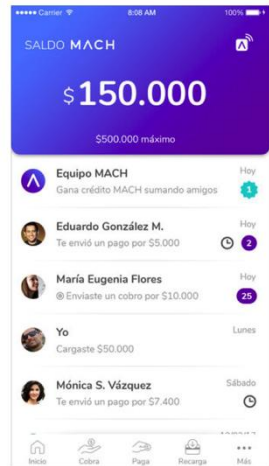 Carrier 8:08 AM 100%
SALDO MACH
$150.000
$500.000 máximo
Equipo MACH Hoy
Gana crédito MACH sumando amigos 1
Eduardo González M. Hoy
Te envió un pago por $5.000 2
María Eugenia Flores Hoy
Enviaste un cobro por $10.000 25
Yo Lunes
Cargaste $50.000
Mónica S. Vázquez Sábado
Te envió un pago por $7.400
Inicio Cobra Paga Recarga Más